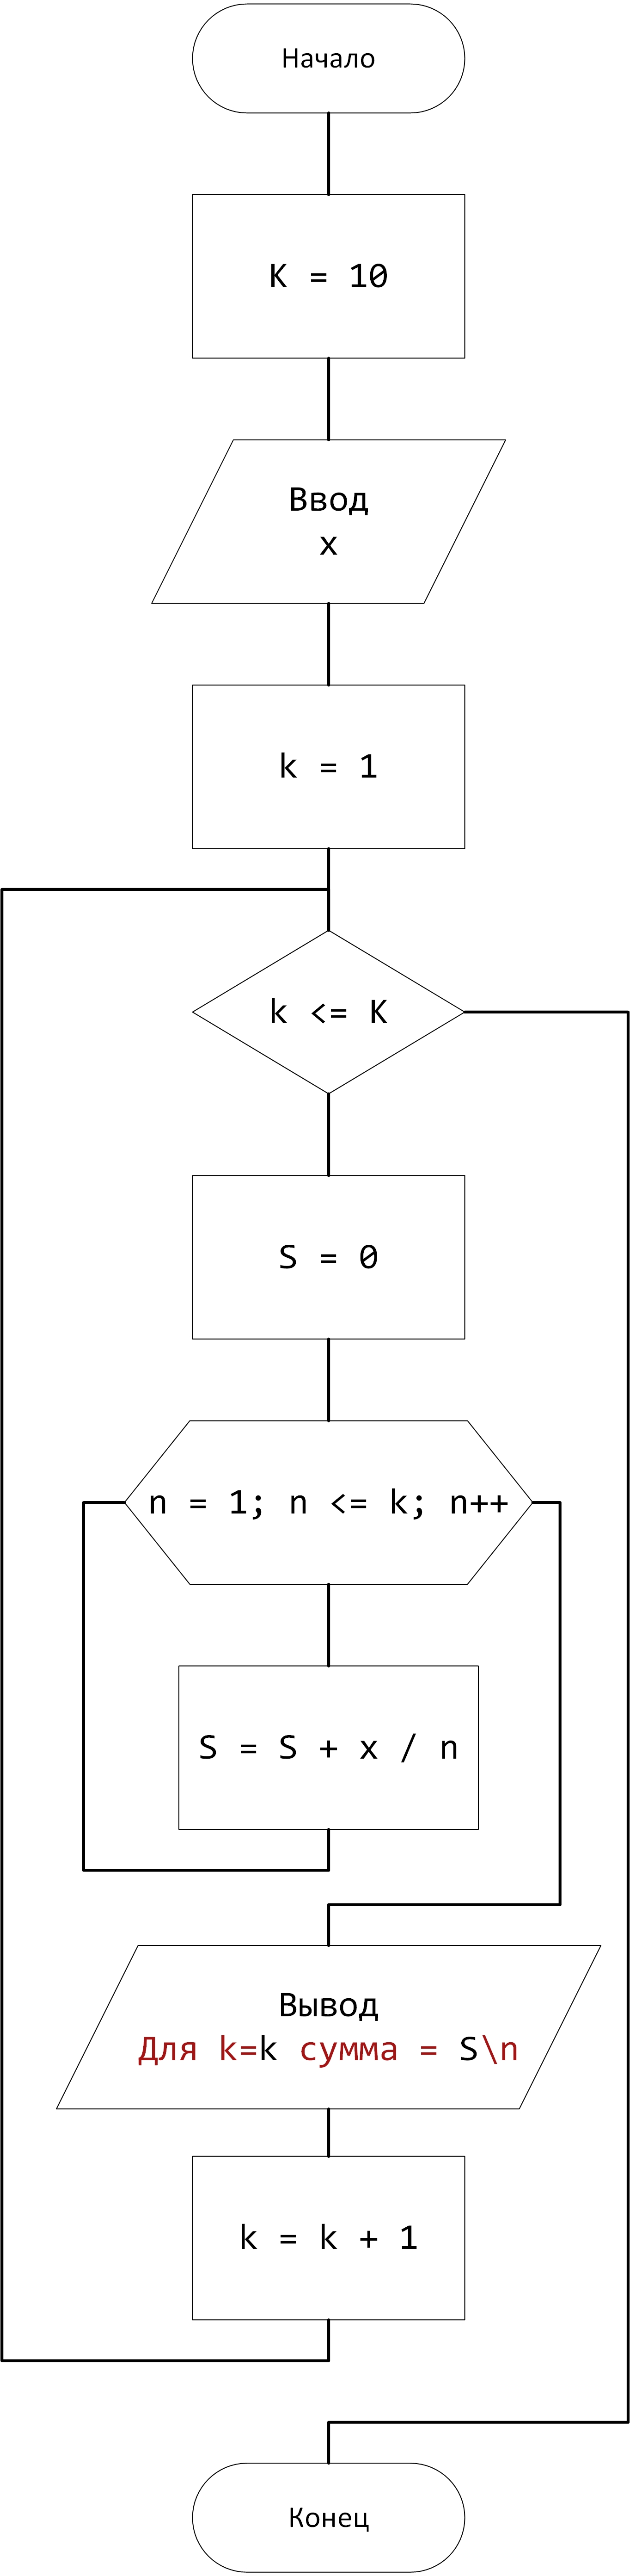 Начало
K = 10
Ввод
x
k = 1
k <= K
S = 0
n = 1; n <= k; n++
S = S + x / n
Вывод
Для k=k сумма = S\n
k = k + 1
Конец